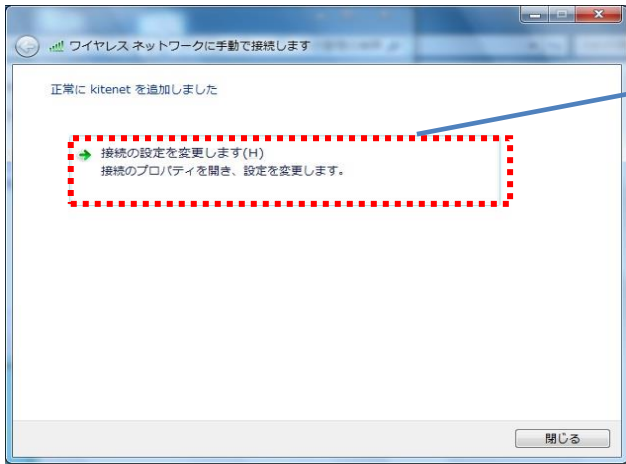 ワイヤレス ネットワークに手動で接続します
正常に kitenet を追加しました
接続の設定を変更します(H)
接続のプロパティを開き、設定を変更します。
閉じる